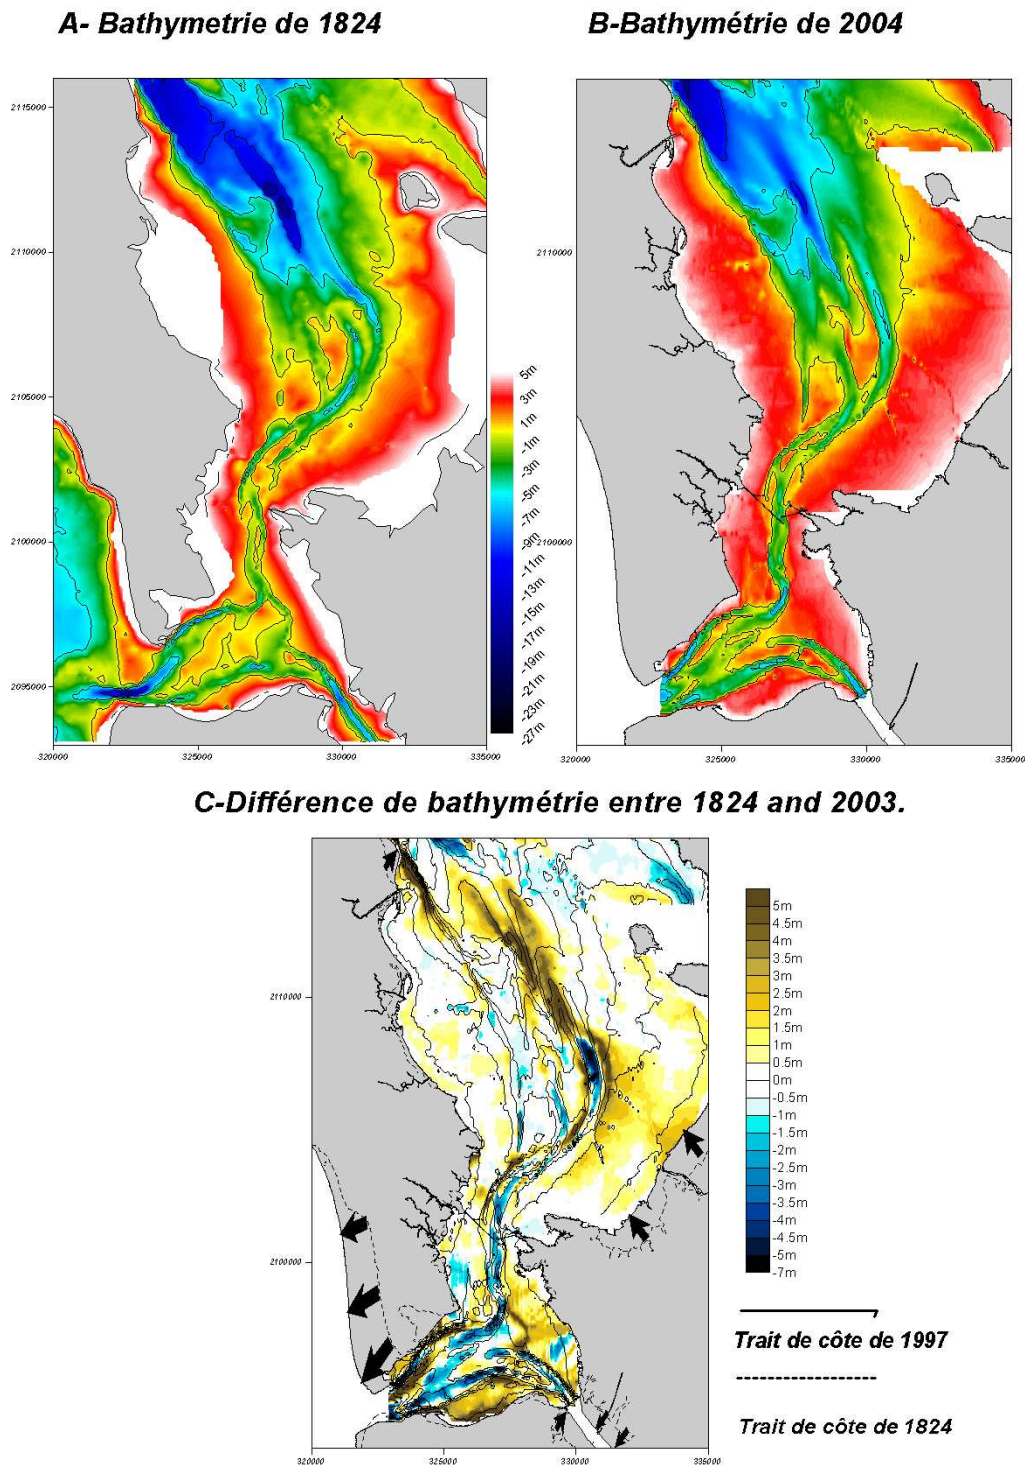 A- Bathymetrie de 1824
B-Bathymétrie de 2004
2115000
2110000
2105000
2100000
2095000
320000
325000
330000
335000
5m
3m
1m
-1m
-3m
-5m
-7m
-9m
-11m
-13m
-15m
-17m
-19m
-21m
-23m
-27m
2110000
2100000
320000
325000
330000
335000
C-Différence de bathymétrie entre 1824 and 2003.
2110000
2100000
320000
325000
330000
335000
5m
4.5m
4m
3.5m
3m
2.5m
2m
1.5m
1m
0.5m
0m
-0.5m
-1m
-1.5m
-2m
-2.5m
-3m
-3.5m
-4m
-4.5m
-5m
-7m
Trait de côte de 1997
Trait de côte de 1824